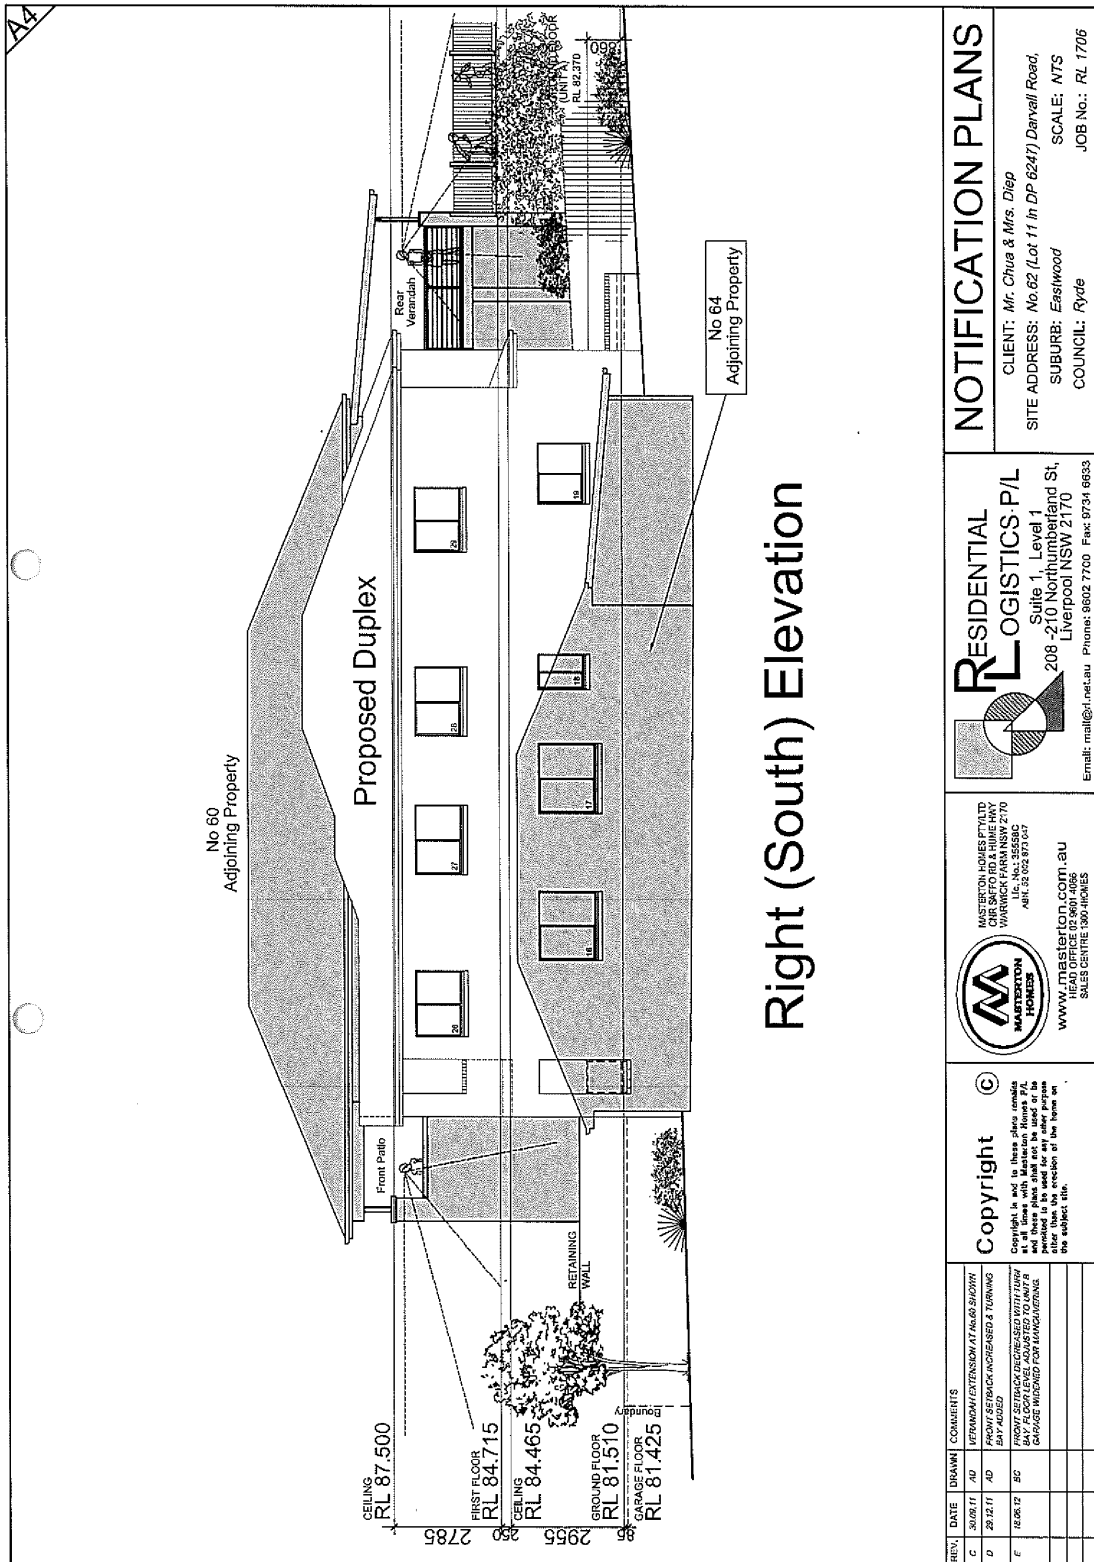 A4
No 60
Adjoining Property
Proposed Duplex
Front Patio
Rear
Verandah
(UNIT A)
RL 82.370
860
CEILING
RL 87.500
2785
FIRST FLOOR
RL 84.715
250
CEILING
RL 84.465
2955
GROUND FLOOR
RL 81.510
85
GARAGE FLOOR
RL 81.425
Boundary
RETAINING
WALL
26
27
28
29
16
17
18
19
No 64
Adjoining Property
Right (South) Elevation
REV. DATE DRAWN COMMENTS
C 30.09.11 AD VERANDAH EXTENSION AT No.60 SHOWN
D 29.12.11 AD FRONT SETBACK INCREASED & TURNING
BAY ADDED
E 18.06.12 BC FRONT SETBACK DECREASED WITH TURN
BAY. FLOOR LEVEL ADJUSTED TO UNIT B
GARAGE WIDENED FOR MANOEUVERING.
Copyright ©
Copyright in and to these plans remains
at all times with Masterton Homes P/L
and these plans shall not be used or be
permitted to be used for any other purpose
other than the erection of the home on
the subject site.
MASTERTON
HOMES
MASTERTON HOMES PTY/LTD
CNR SAPPHO RD & HUME HWY
WARWICK FARM NSW 2170
Lic. No.: 35558C
ABN. 52 002 873 047
www.masterton.com.au
HEAD OFFICE 02 9601 4066
SALES CENTRE 1300-4HOMES
RESIDENTIAL
LOGISTICS P/L
Suite 1, Level 1
208 -210 Northumberland St,
Liverpool NSW 2170
Email: mail@rl.net.au Phone: 9602 7700 Fax: 9734 6633
NOTIFICATION PLANS
CLIENT: Mr. Chua & Mrs. Diep
SITE ADDRESS: No.62 (Lot 11 in DP 6247) Darvall Road,
SUBURB: Eastwood SCALE: NTS
COUNCIL: Ryde JOB No.: RL 1706